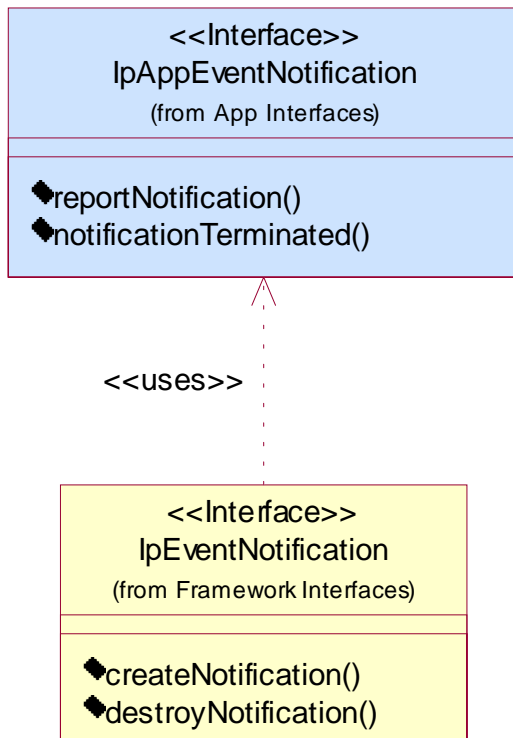 <<Interface>>
IpAppEventNotification
(from App Interfaces)
reportNotification()
notificationTerminated()
<<uses>>
<<Interface>>
IpEventNotification
(from Framework Interfaces)
createNotification()
destroyNotification()